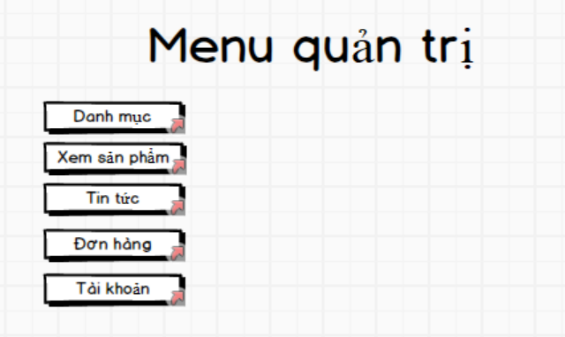 Menu quản trị
Danh mục
Xem sản phẩm
Tin tức
Đơn hàng
Tài khoản